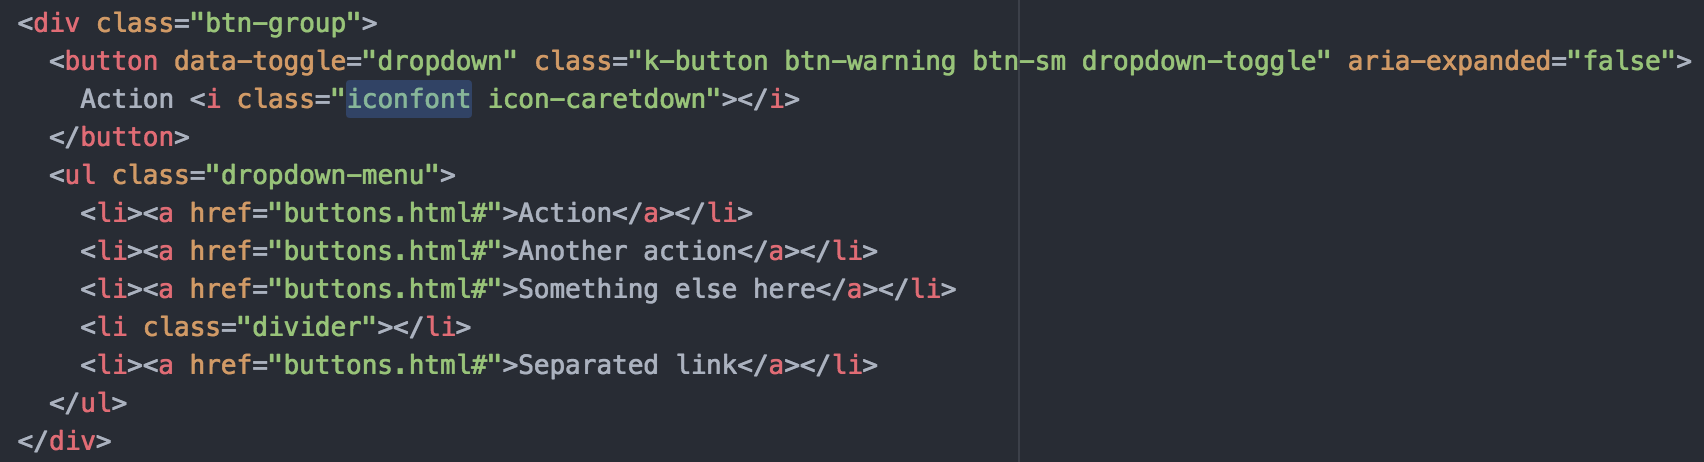 <div class="btn-group">
  <button data-toggle="dropdown" class="k-button btn-warning btn-sm dropdown-toggle" aria-expanded="false">
    Action <i class="iconfont icon-caretdown"></i>
  </button>
  <ul class="dropdown-menu">
    <li><a href="buttons.html#">Action</a></li>
    <li><a href="buttons.html#">Another action</a></li>
    <li><a href="buttons.html#">Something else here</a></li>
    <li class="divider"></li>
    <li><a href="buttons.html#">Separated link</a></li>
  </ul>
</div>